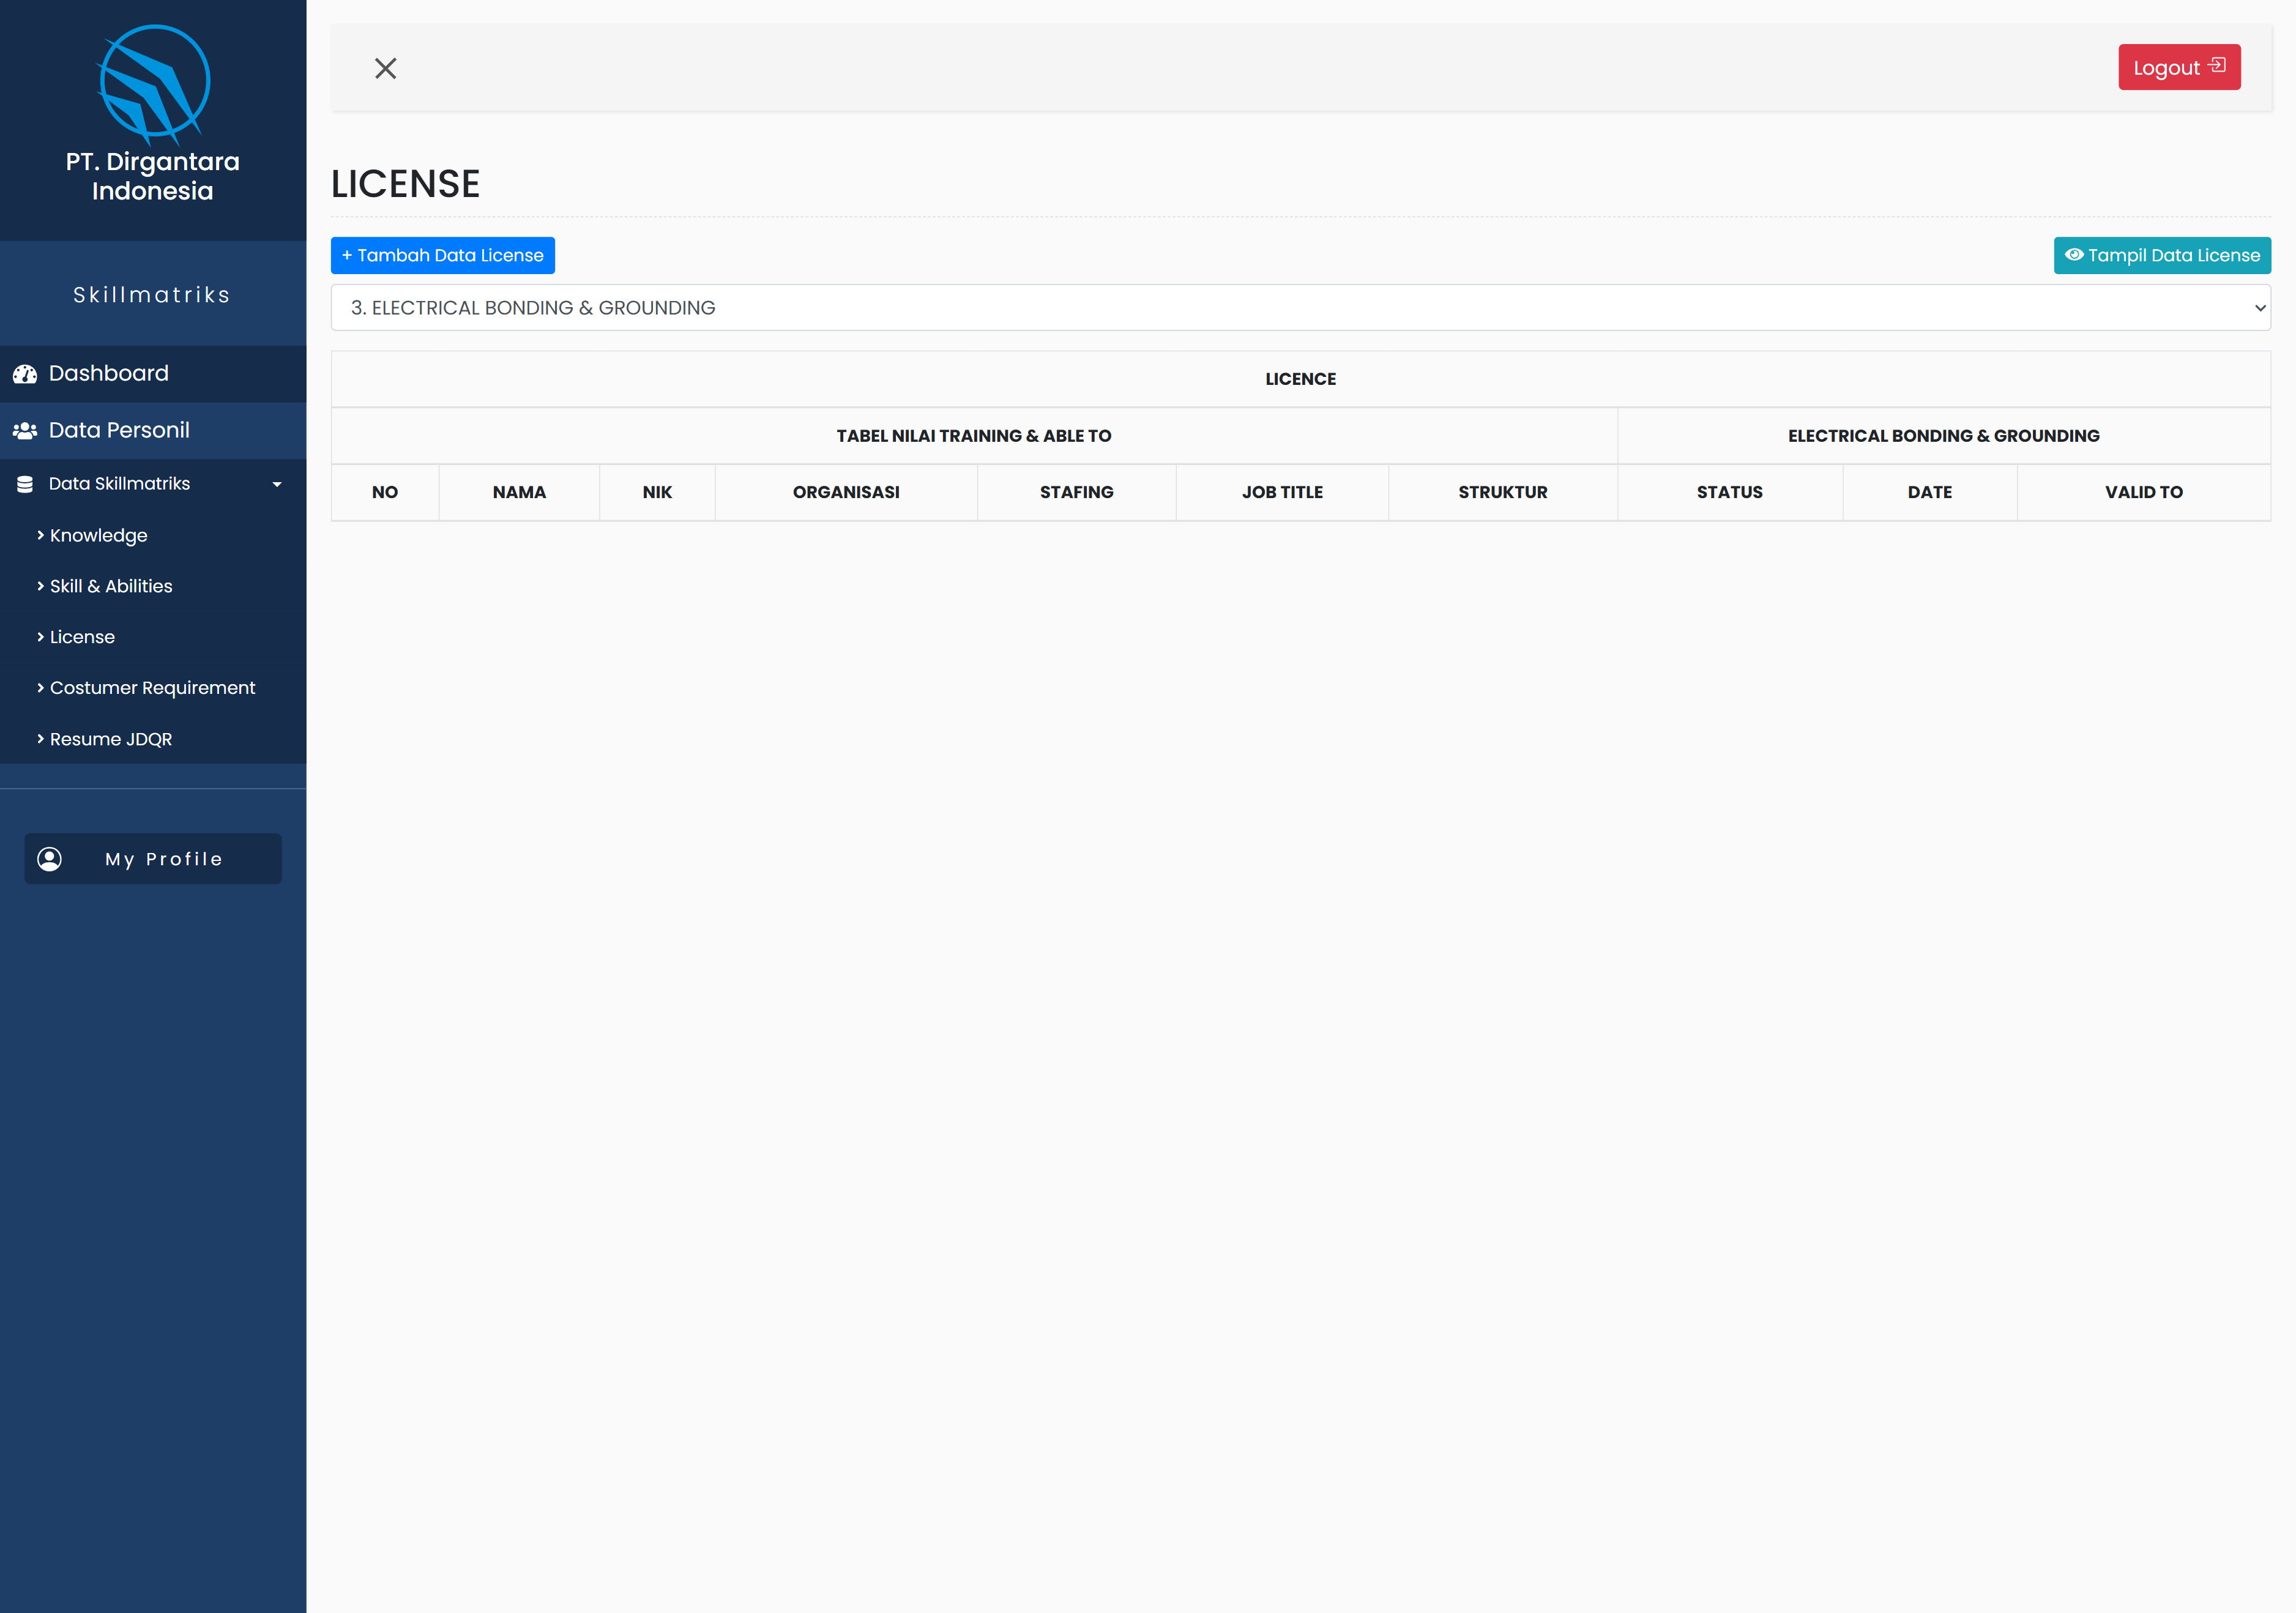 PT. Dirgantara
Indonesia
Skillmatriks
Dashboard
Data Personil
Data Skillmatriks
Knowledge
Skill & Abilities
License
Costumer Requirement
Resume JDQR
My Profile
Logout
LICENSE
+ Tambah Data License
Tampil Data License
3. ELECTRICAL BONDING & GROUNDING
LICENCE
TABEL NILAI TRAINING & ABLE TO ELECTRICAL BONDING & GROUNDING
NO NAMA NIK ORGANISASI STAFING JOB TITLE STRUKTUR STATUS DATE VALID TO